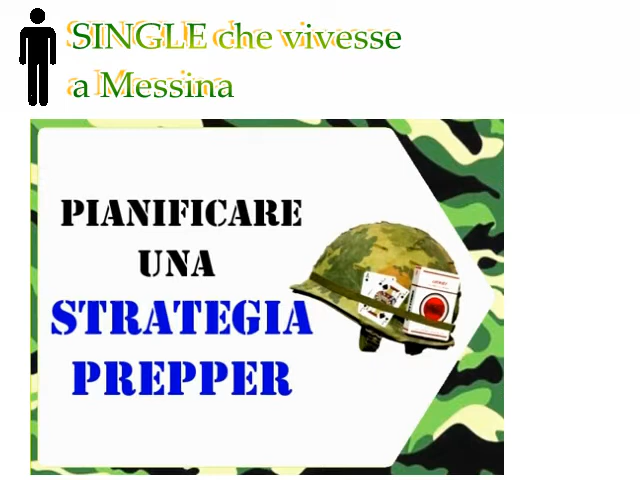 SINGLE che vivesse
a Messina
PIANIFICARE
UNA
STRATEGIA
PREPPER